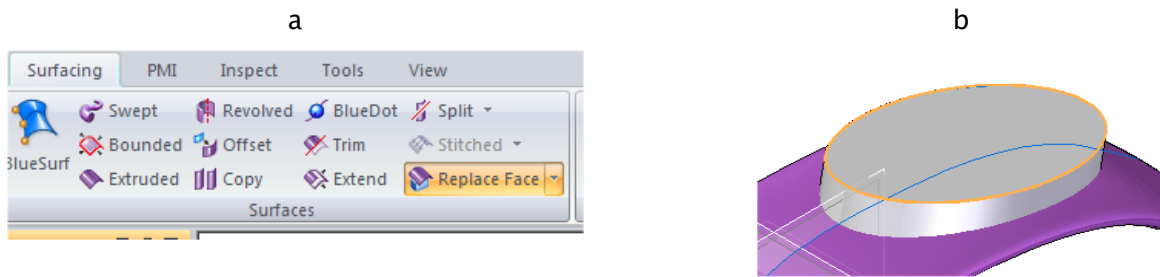 a
b
Surfacing PMI Inspect Tools View
Swept Revolved BlueDot Split
Bounded Offset Trim Stitched
BlueSurf
Extruded Copy Extend Replace Face
Surfaces